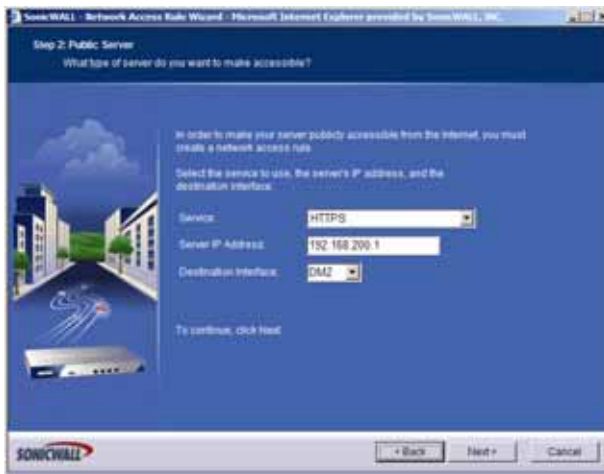 SonicWALL - Network Access Rule Wizard - Microsoft Internet Explorer provided by SonicWALL, INC.
Step 2: Public Server
What type of server do you want to make accessible?
In order to make your server publicly accessible from the Internet, you must
create a network access rule
Select the service to use, the server's IP address, and the
destination interface.
Service: HTTPS
Server IP Address: 192.168.200.1
Destination Interface: DMZ
To continue, click Next
SONICWALL
< Back Next > Cancel